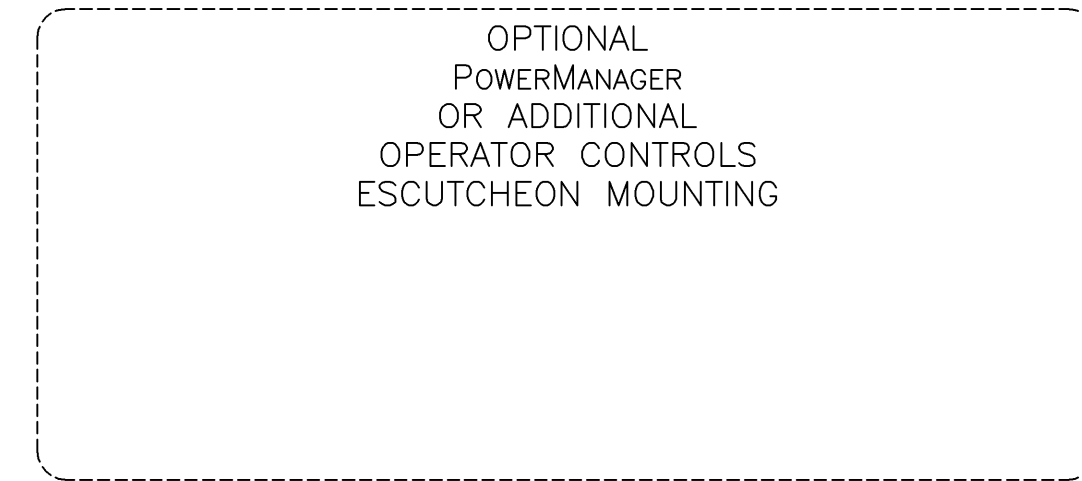 OPTIONAL
POWERMANAGER
OR ADDITIONAL
OPERATOR CONTROLS
ESCUTCHEON MOUNTING